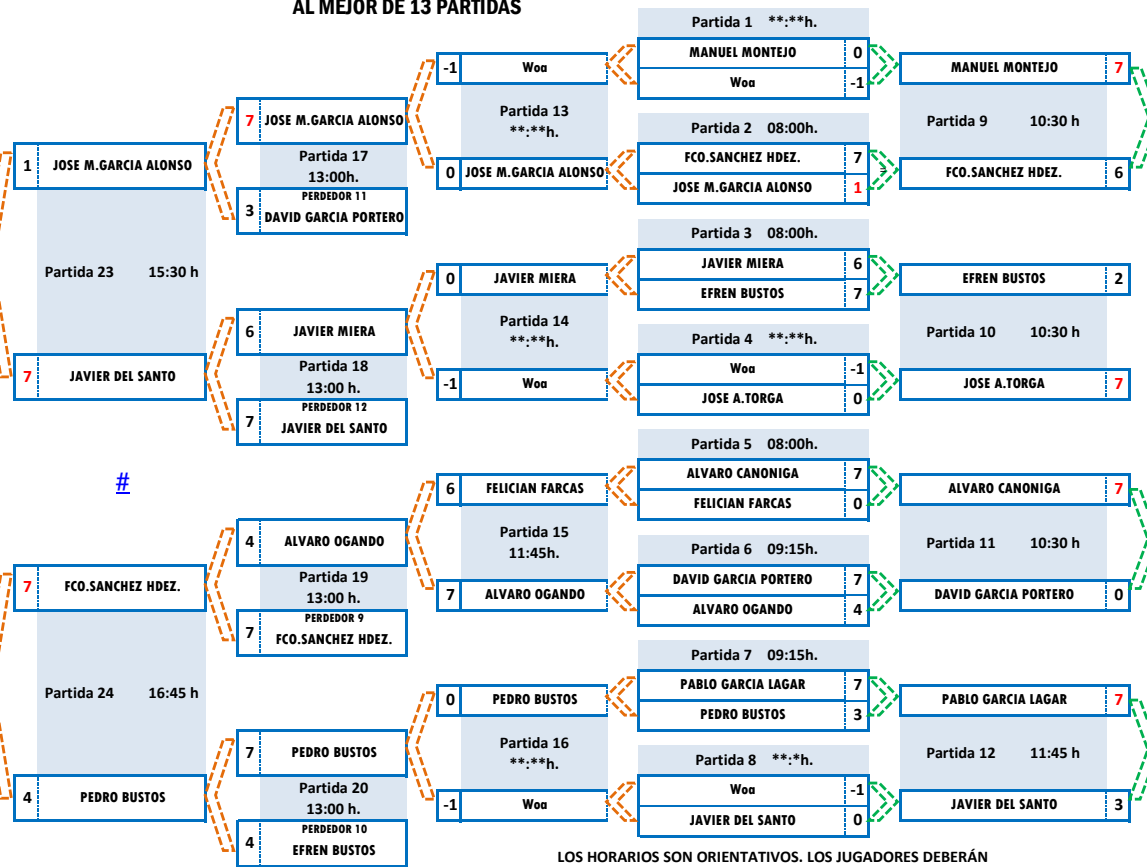 AL MEJOR DE 13 PARTIDAS
Partida 1 **:**h.
MANUEL MONTEJO 0
Woa -1
Partida 2 08:00h.
FCO.SANCHEZ HDEZ. 7
JOSE M.GARCIA ALONSO 1
Partida 3 08:00h.
JAVIER MIERA 6
EFREN BUSTOS 7
Partida 4 **:**h.
Woa -1
JOSE A.TORGA 0
Partida 5 08:00h.
ALVARO CANONIGA 7
FELICIAN FARCAS 0
Partida 6 09:15h.
DAVID GARCIA PORTERO 7
ALVARO OGANDO 4
Partida 7 09:15h.
PABLO GARCIA LAGAR 7
PEDRO BUSTOS 3
Partida 8 **:*h.
Woa -1
JAVIER DEL SANTO 0
MANUEL MONTEJO 7
Partida 9 10:30 h
FCO.SANCHEZ HDEZ. 6
EFREN BUSTOS 2
Partida 10 10:30 h
JOSE A.TORGA 7
ALVARO CANONIGA 7
Partida 11 10:30 h
DAVID GARCIA PORTERO 0
PABLO GARCIA LAGAR 7
Partida 12 11:45 h
JAVIER DEL SANTO 3
-1 Woa
Partida 13
**:**h.
0 JOSE M.GARCIA ALONSO
0 JAVIER MIERA
Partida 14
**:**h.
-1 Woa
6 FELICIAN FARCAS
Partida 15
11:45h.
7 ALVARO OGANDO
0 PEDRO BUSTOS
Partida 16
**:**h.
-1 Woa
7 JOSE M.GARCIA ALONSO
Partida 17
13:00h.
PERDEDOR 11
3 DAVID GARCIA PORTERO
6 JAVIER MIERA
Partida 18
13:00 h.
PERDEDOR 12
7 JAVIER DEL SANTO
4 ALVARO OGANDO
Partida 19
13:00 h.
PERDEDOR 9
7 FCO.SANCHEZ HDEZ.
7 PEDRO BUSTOS
Partida 20
13:00 h.
PERDEDOR 10
4 EFREN BUSTOS
1 JOSE M.GARCIA ALONSO
Partida 23 15:30 h
7 JAVIER DEL SANTO
#
7 FCO.SANCHEZ HDEZ.
Partida 24 16:45 h
4 PEDRO BUSTOS
LOS HORARIOS SON ORIENTATIVOS. LOS JUGADORES DEBERÁN